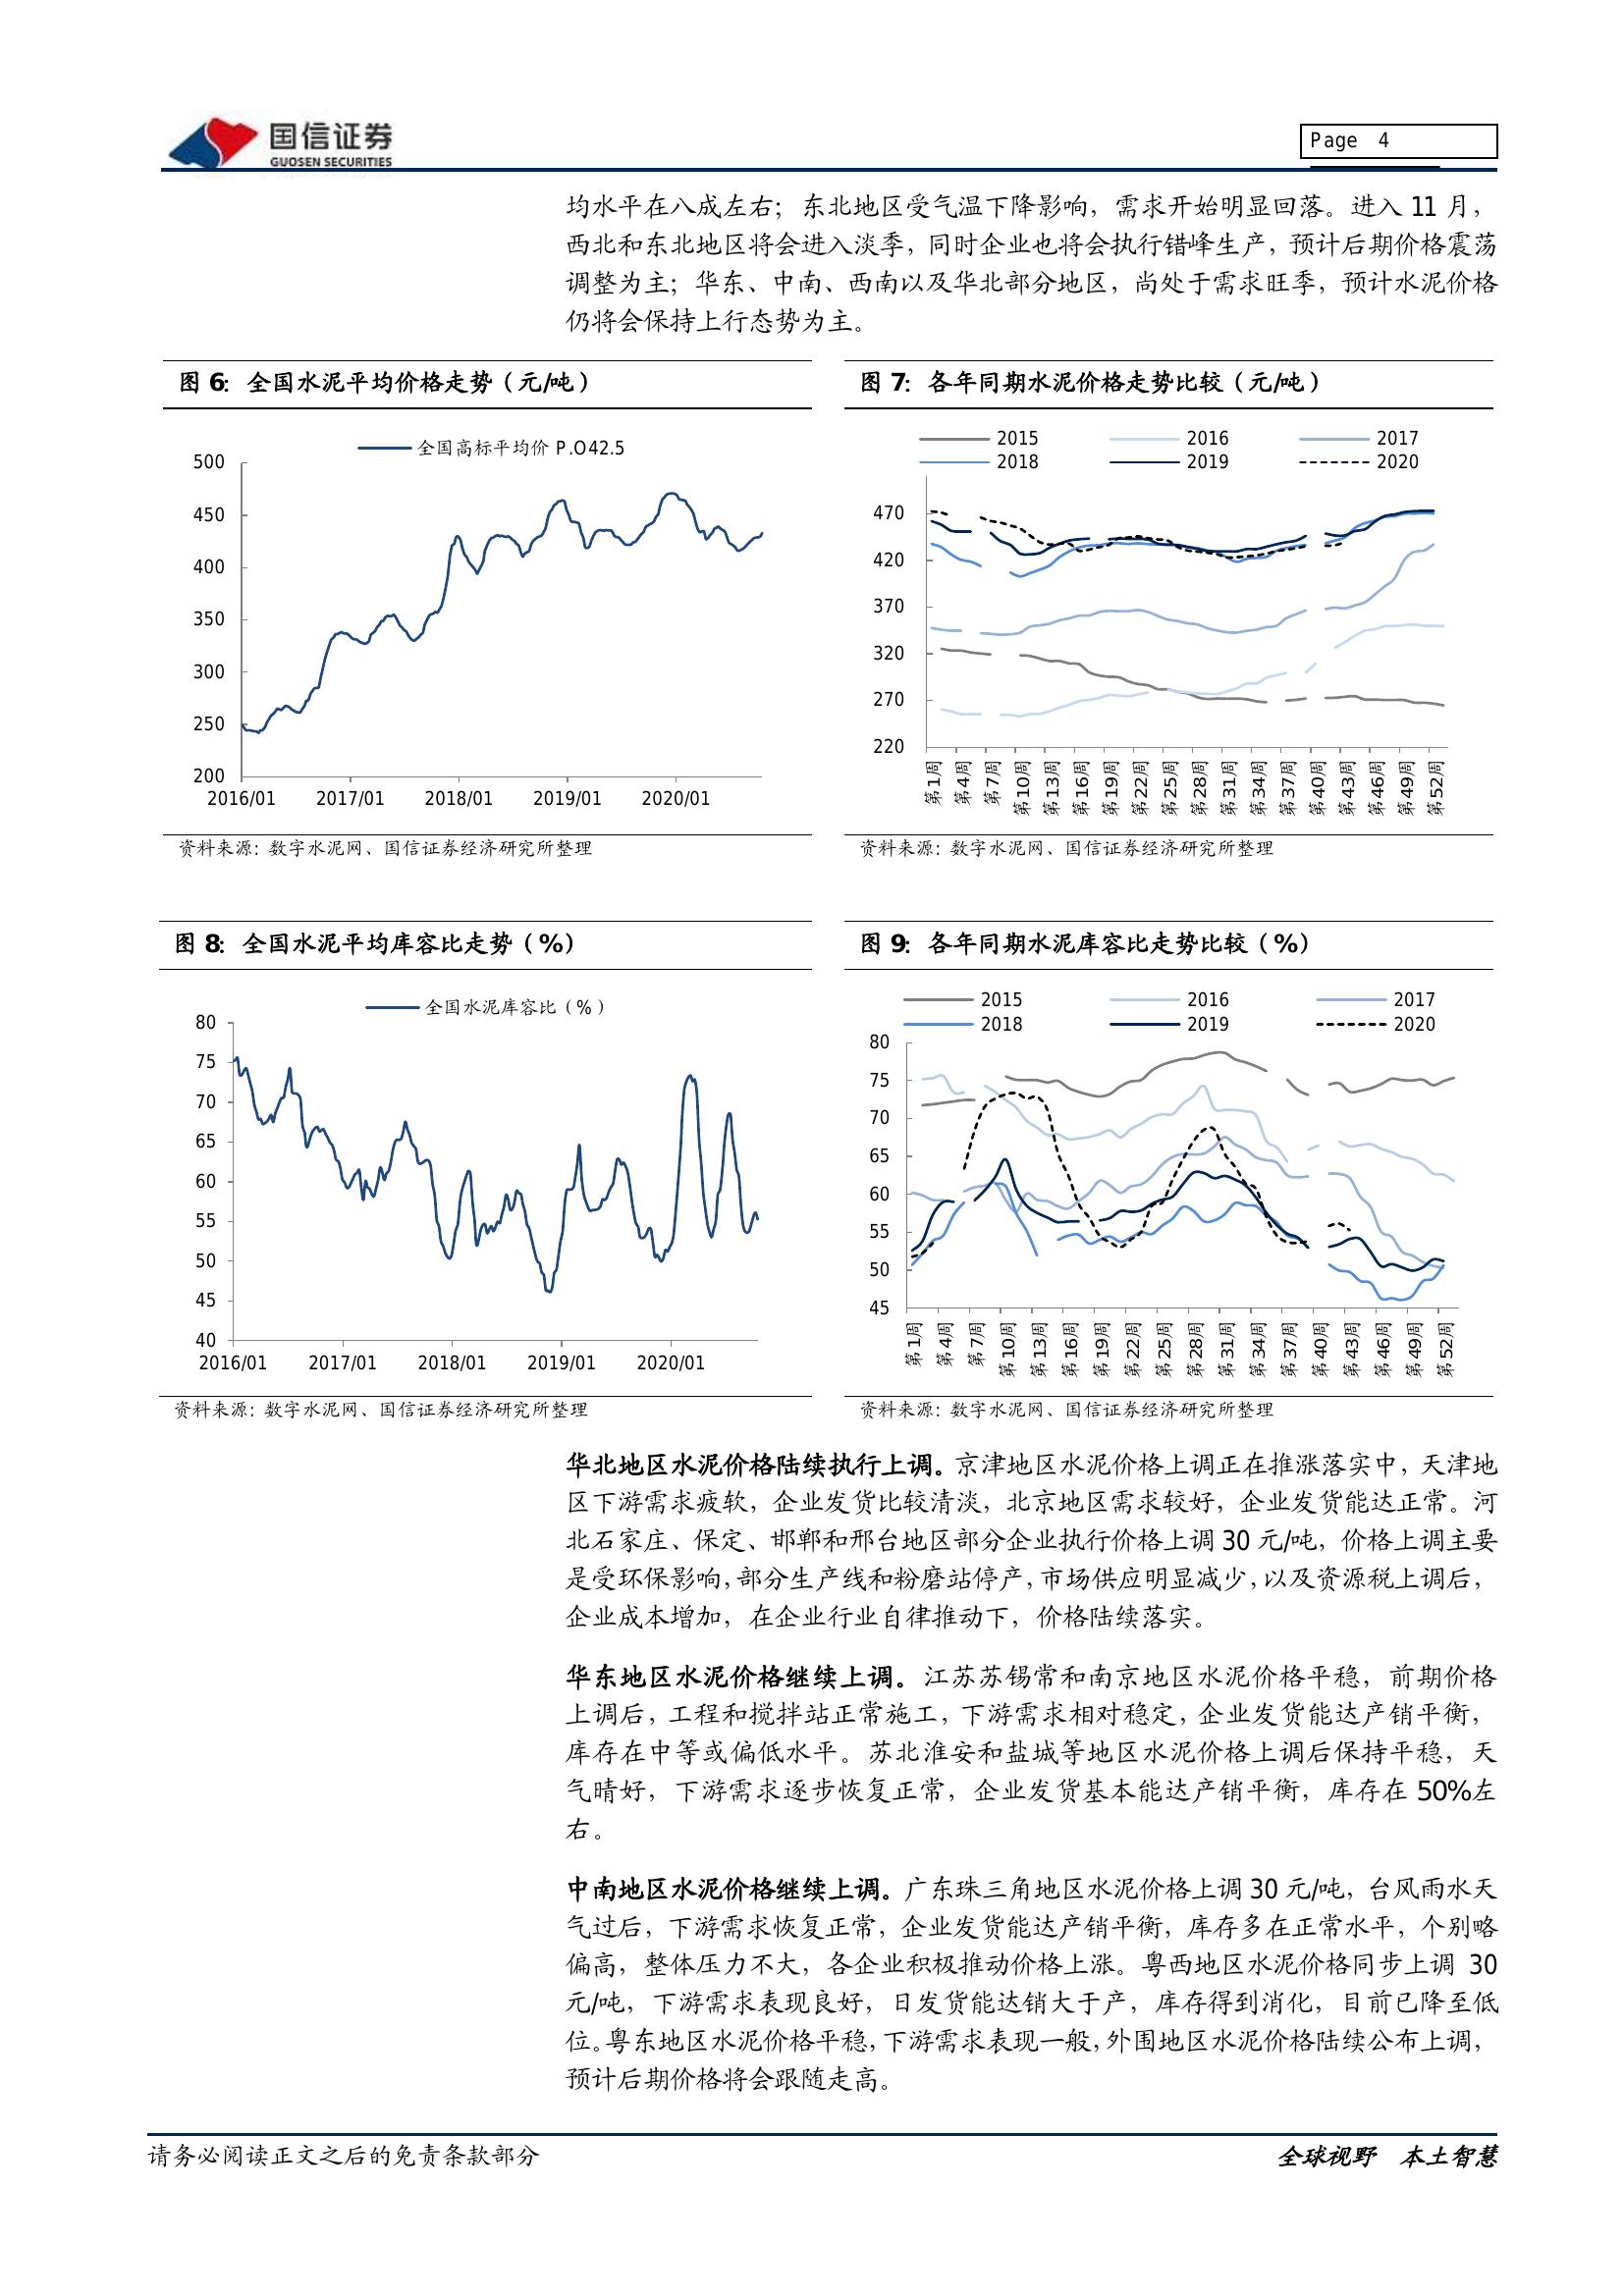 国信证券
GUOSEN SECURITIES
Page 4
均水平在八成左右；东北地区受气温下降影响，需求开始明显回落。进入 11 月，
西北和东北地区将会进入淡季，同时企业也将会执行错峰生产，预计后期价格震荡
调整为主；华东、中南、西南以及华北部分地区，尚处于需求旺季，预计水泥价格
仍将会保持上行态势为主。
图 6：全国水泥平均价格走势（元/吨）
全国高标平均价 P.O42.5
500
450
400
350
300
250
200
2016/01 2017/01 2018/01 2019/01 2020/01
资料来源：数字水泥网、国信证券经济研究所整理
图 7：各年同期水泥价格走势比较（元/吨）
2015 2016 2017
2018 2019 2020
470
420
370
320
270
220
第1周 第4周 第7周 第10周 第13周 第16周 第19周 第22周 第25周 第28周 第31周 第34周 第37周 第40周 第43周 第46周 第49周 第52周
资料来源：数字水泥网、国信证券经济研究所整理
图 8：全国水泥平均库容比走势（%）
全国水泥库容比（%）
80
75
70
65
60
55
50
45
40
2016/01 2017/01 2018/01 2019/01 2020/01
资料来源：数字水泥网、国信证券经济研究所整理
图 9：各年同期水泥库容比走势比较（%）
2015 2016 2017
2018 2019 2020
80
75
70
65
60
55
50
45
第1周 第4周 第7周 第10周 第13周 第16周 第19周 第22周 第25周 第28周 第31周 第34周 第37周 第40周 第43周 第46周 第49周 第52周
资料来源：数字水泥网、国信证券经济研究所整理
华北地区水泥价格陆续执行上调。京津地区水泥价格上调正在推涨落实中，天津地
区下游需求疲软，企业发货比较清淡，北京地区需求较好，企业发货能达正常。河
北石家庄、保定、邯郸和邢台地区部分企业执行价格上调 30 元/吨，价格上调主要
是受环保影响，部分生产线和粉磨站停产，市场供应明显减少，以及资源税上调后，
企业成本增加，在企业行业自律推动下，价格陆续落实。
华东地区水泥价格继续上调。江苏苏锡常和南京地区水泥价格平稳，前期价格
上调后，工程和搅拌站正常施工，下游需求相对稳定，企业发货能达产销平衡，
库存在中等或偏低水平。苏北淮安和盐城等地区水泥价格上调后保持平稳，天
气晴好，下游需求逐步恢复正常，企业发货基本能达产销平衡，库存在 50%左
右。
中南地区水泥价格继续上调。广东珠三角地区水泥价格上调 30 元/吨，台风雨水天
气过后，下游需求恢复正常，企业发货能达产销平衡，库存多在正常水平，个别略
偏高，整体压力不大，各企业积极推动价格上涨。粤西地区水泥价格同步上调 30
元/吨，下游需求表现良好，日发货能达销大于产，库存得到消化，目前已降至低
位。粤东地区水泥价格平稳，下游需求表现一般，外围地区水泥价格陆续公布上调，
预计后期价格将会跟随走高。
请务必阅读正文之后的免责条款部分
全球视野 本土智慧